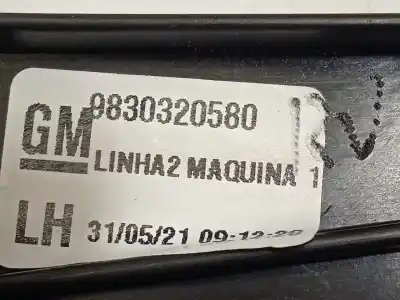 GM 9830320580
LINHA2 MAQUINA 1
LH 31/05/21